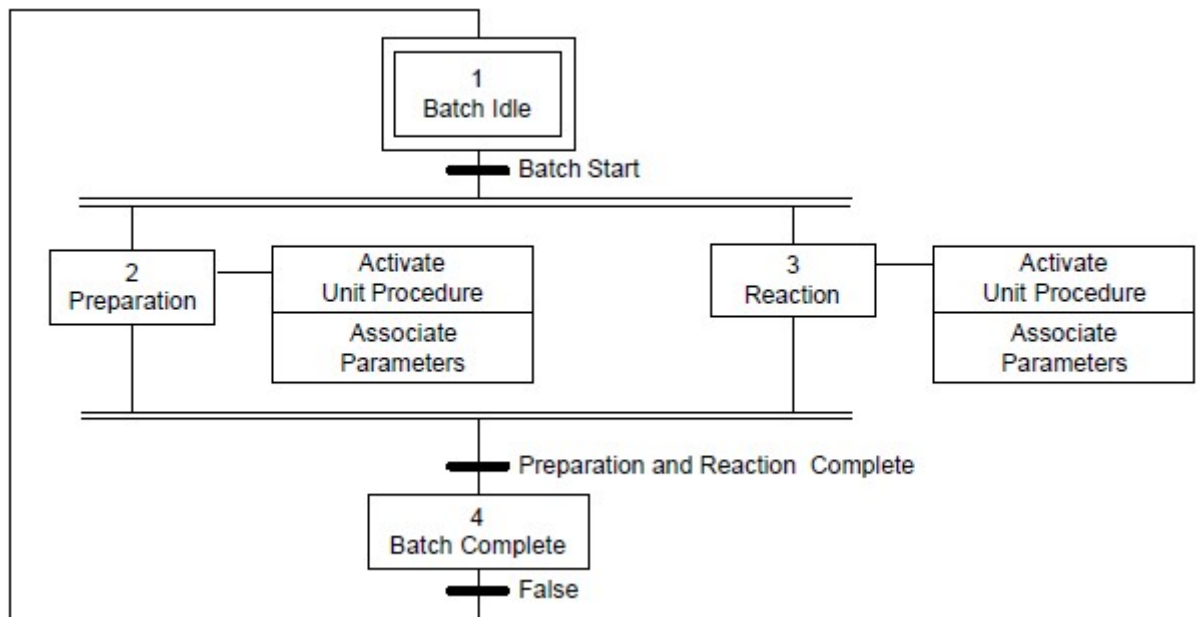 1
Batch Idle
Batch Start
2
Preparation
Activate
Unit Procedure
Associate
Parameters
3
Reaction
Activate
Unit Procedure
Associate
Parameters
Preparation and Reaction Complete
4
Batch Complete
False